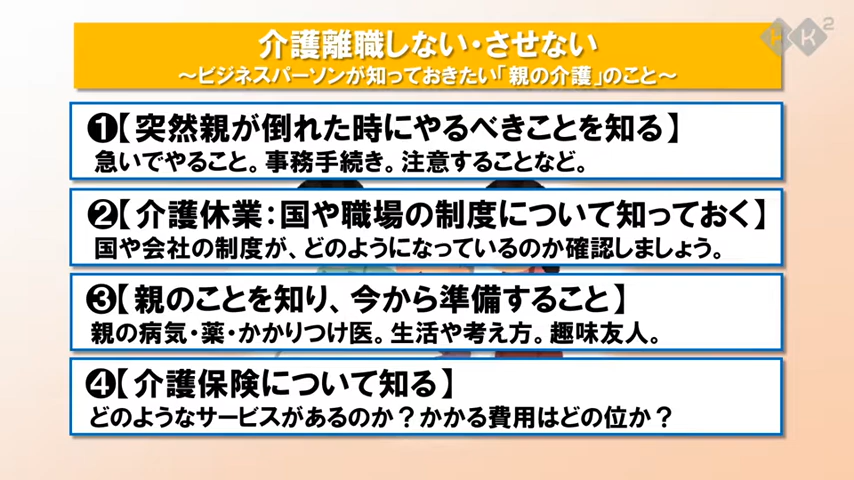 HK2
介護離職しない・させない
～ビジネスパーソンが知っておきたい「親の介護」のこと～
❶【突然親が倒れた時にやるべきことを知る】
急いでやること。事務手続き。注意することなど。
❷【介護休業：国や職場の制度について知っておく】
国や会社の制度が、どのようになっているのか確認しましょう。
❸【親のことを知り、今から準備すること】
親の病気・薬・かかりつけ医。生活や考え方。趣味友人。
❹【介護保険について知る】
どのようなサービスがあるのか？かかる費用はどの位か？